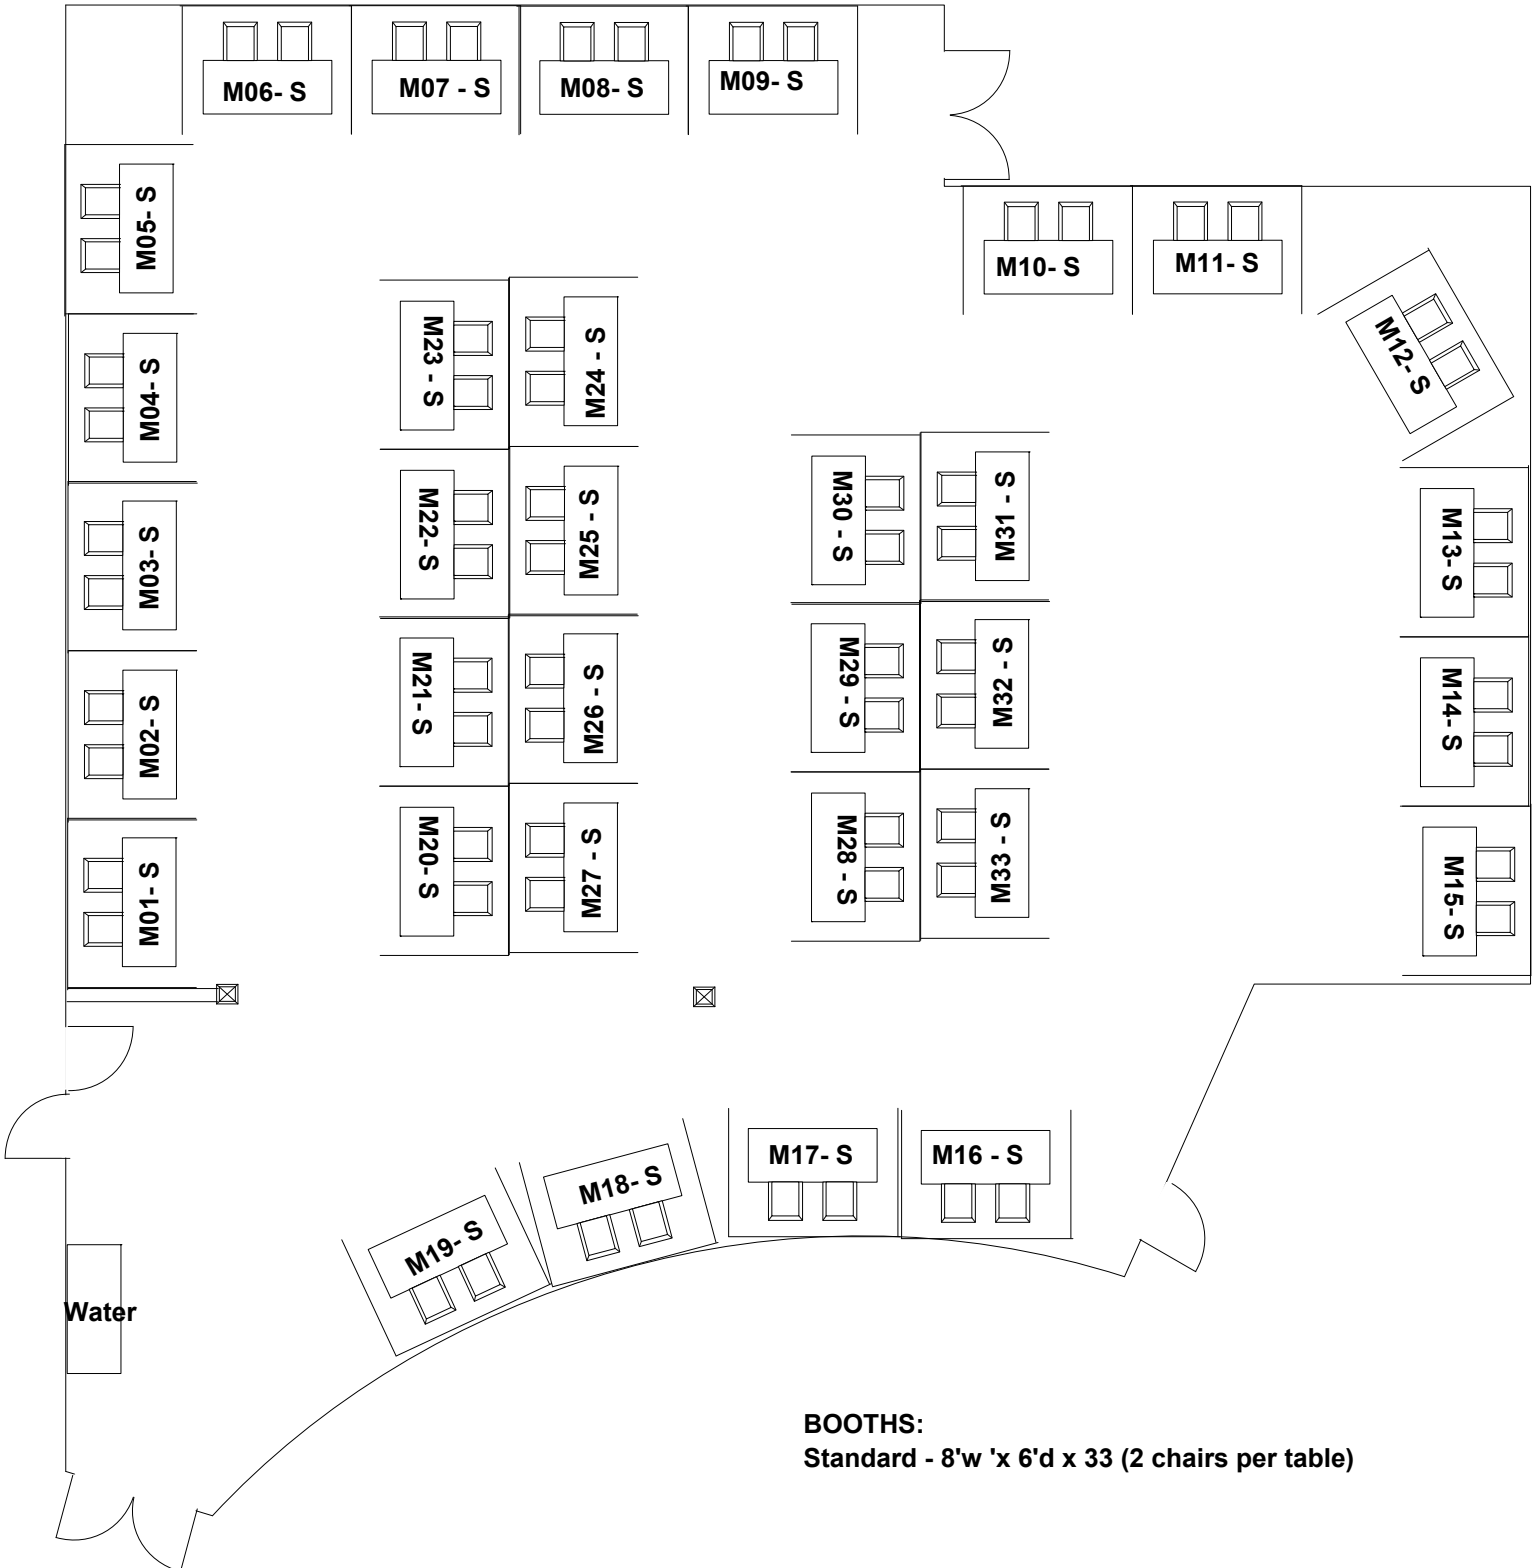 M06- S
M07 - S
M08- S
M09- S
M05- S
M10- S
M11- S
M04- S
M23 - S
M24 - S
M12- S
M03- S
M22- S
M25 - S
M30 - S
M31 - S
M13- S
M02- S
M21- S
M26 - S
M29 - S
M32 - S
M14- S
M01- S
M20- S
M27 - S
M28 - S
M33 - S
M15- S
M19- S
M18- S
M17- S
M16 - S
Water
BOOTHS:
Standard - 8'w 'x 6'd x 33 (2 chairs per table)